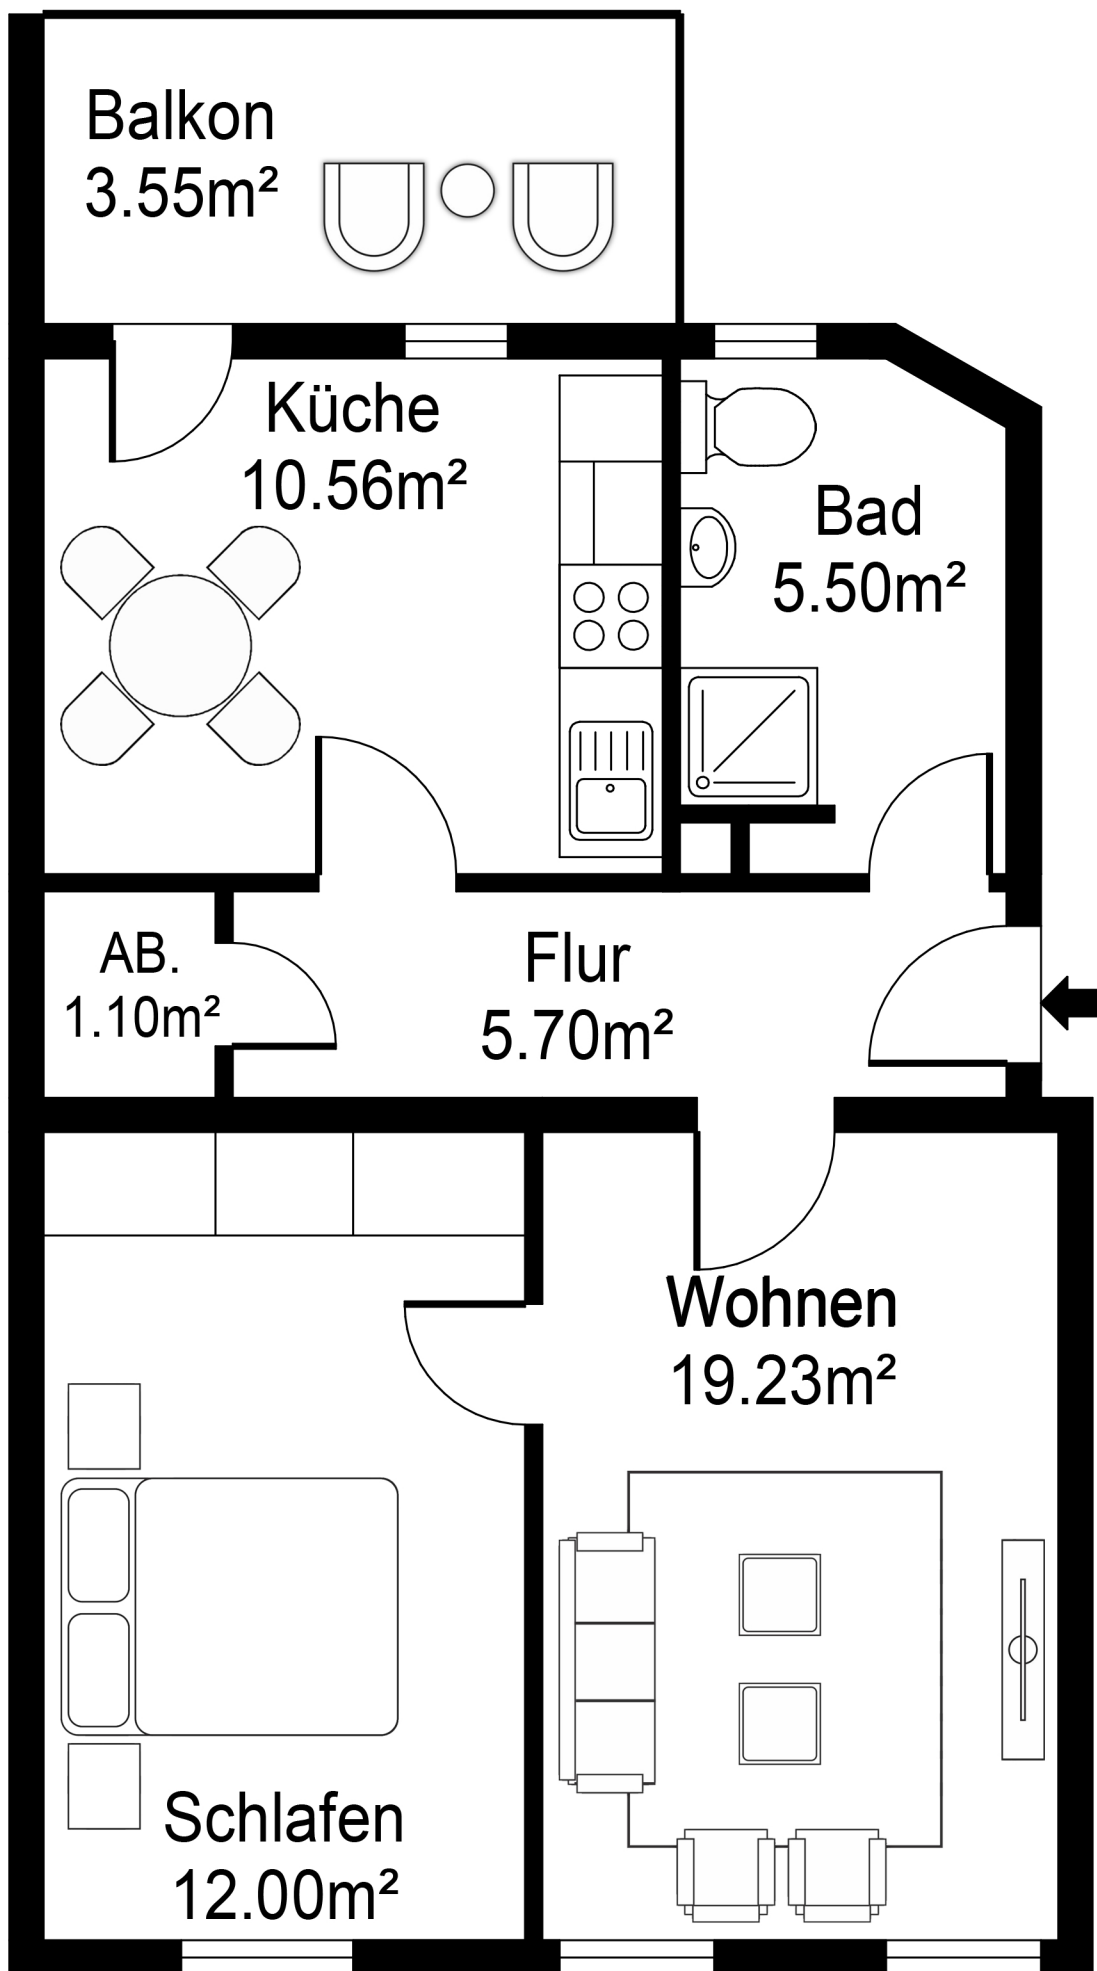 Balkon
3.55m²
Küche
10.56m²
Bad
5.50m²
AB.
1.10m²
Flur
5.70m²
Wohnen
19.23m²
Schlafen
12.00m²